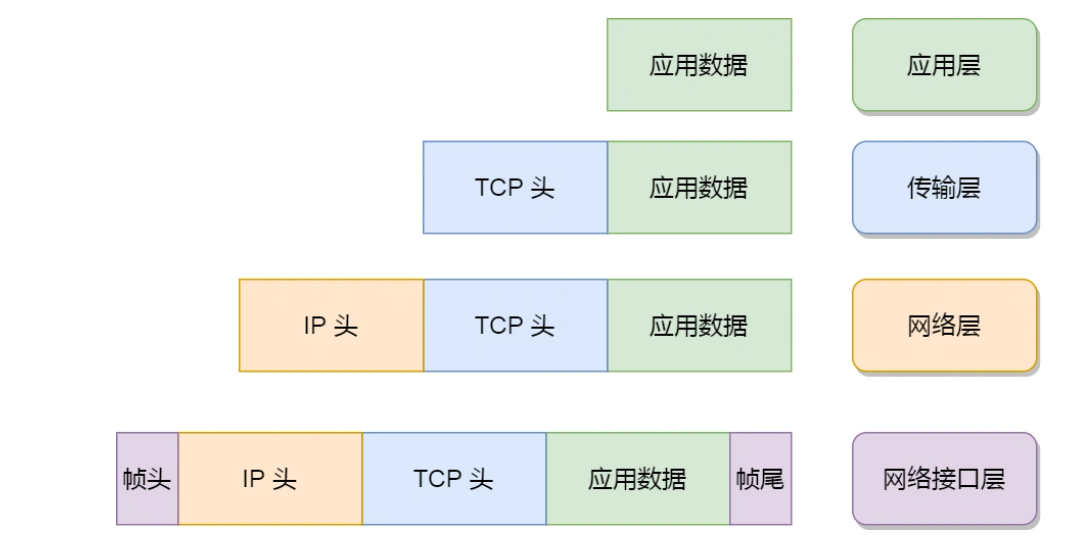 应用数据 应用层
TCP 头 应用数据 传输层
IP 头 TCP 头 应用数据 网络层
帧头 IP 头 TCP 头 应用数据 帧尾 网络接口层